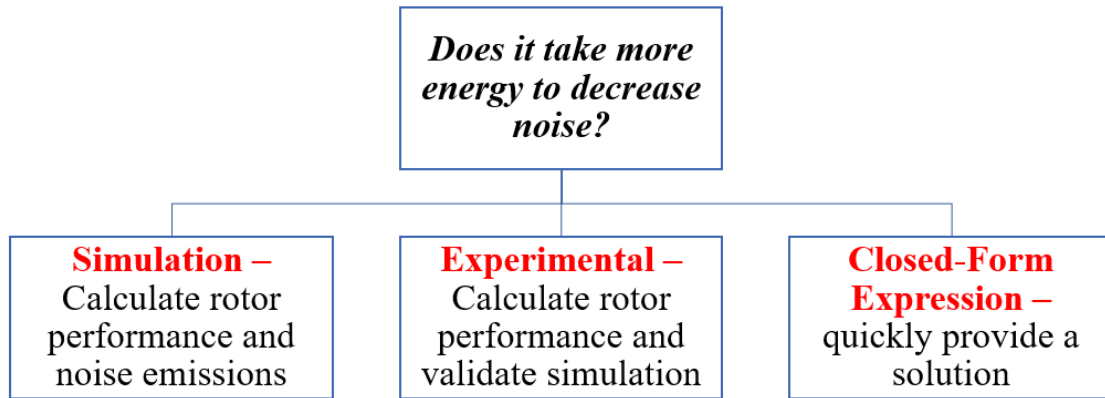 Does it take more
energy to decrease
noise?
Simulation –
Calculate rotor
performance and
noise emissions
Experimental –
Calculate rotor
performance and
validate simulation
Closed-Form
Expression –
quickly provide a
solution